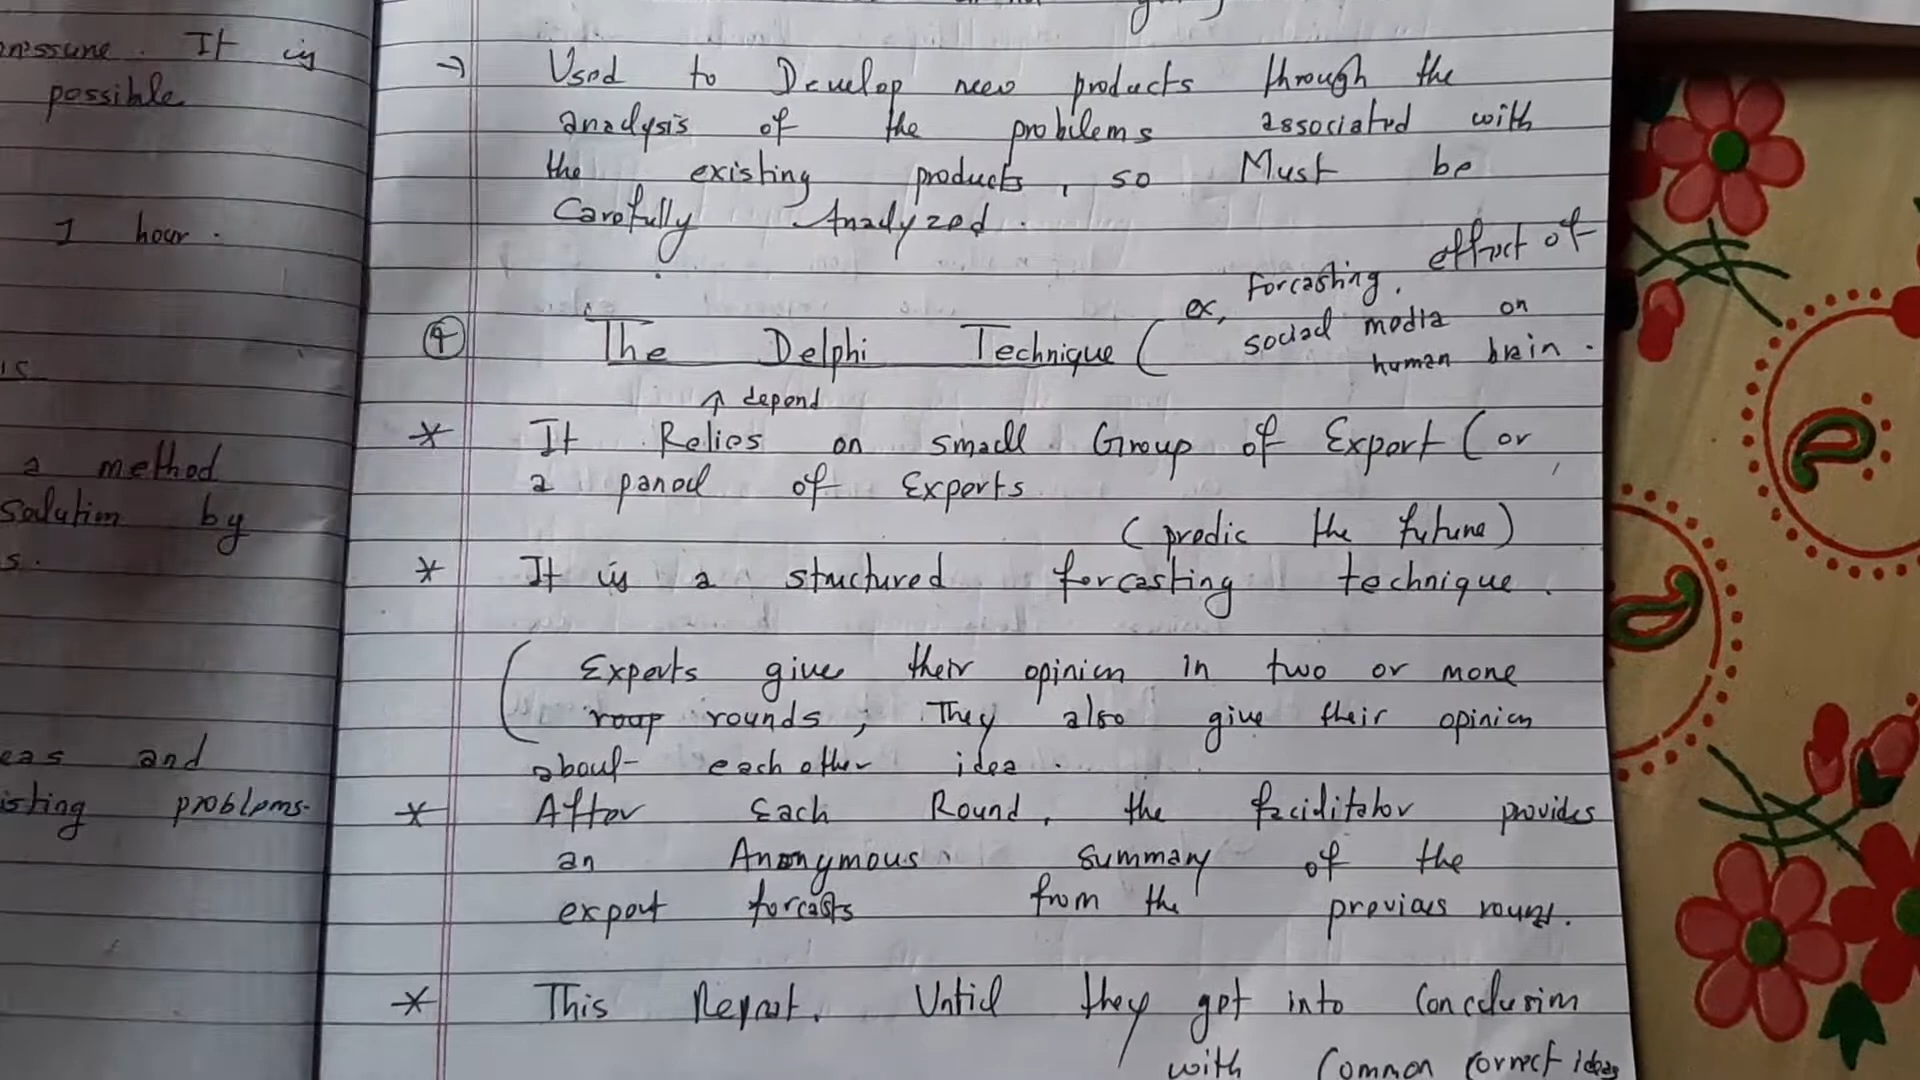 onessure. It is
possible
1 hour.
is
a method
solution by
s.
eas and
isting problems.
→ Used to Develop new products through the
analysis of the problems associated with
the existing products, so Must be
Carefully Analyzed.
④ The Delphi Technique ( ex, Forcasting. effect of
social media on
human brain.
↑ depend
* It Relies on small Group of Expert (or
a panel of Experts
(predic the future)
* It is a structured forcasting technique.
( Experts give their opinion in two or more
roup rounds, They also give their opinion
about each other idea.
* After Each Round, the facilitator provides
an Anonymous summary of the
expert forcasts from the previous round.
* This Repeat. Until they get into Conclusion
with Common correct ideas